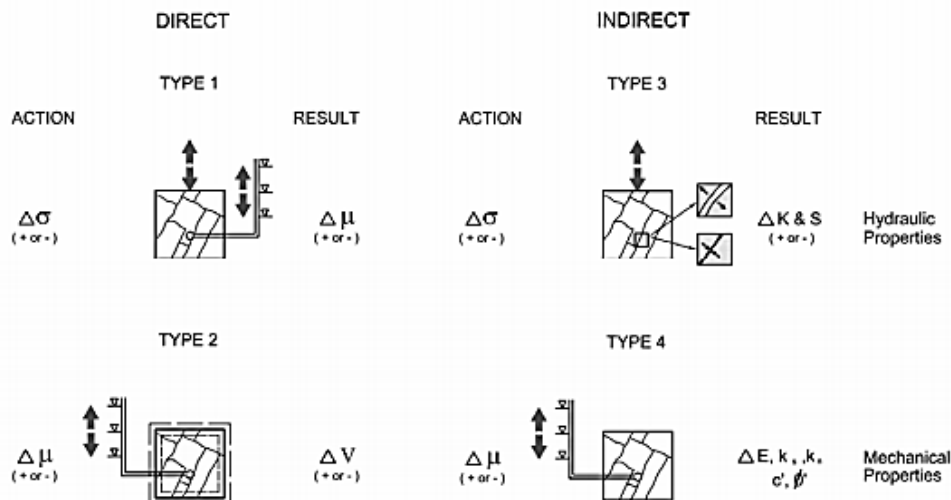 DIRECT
INDIRECT
TYPE 1
TYPE 3
ACTION
RESULT
ACTION
RESULT
Δσ
(+ or -)
Δμ
(+ or -)
Δσ
(+ or -)
ΔK & S
(+ or -)
Hydraulic
Properties
TYPE 2
TYPE 4
Δμ
(+ or -)
ΔV
(+ or -)
Δμ
(+ or -)
ΔE, k , ,k,
c', ϕ'
Mechanical
Properties